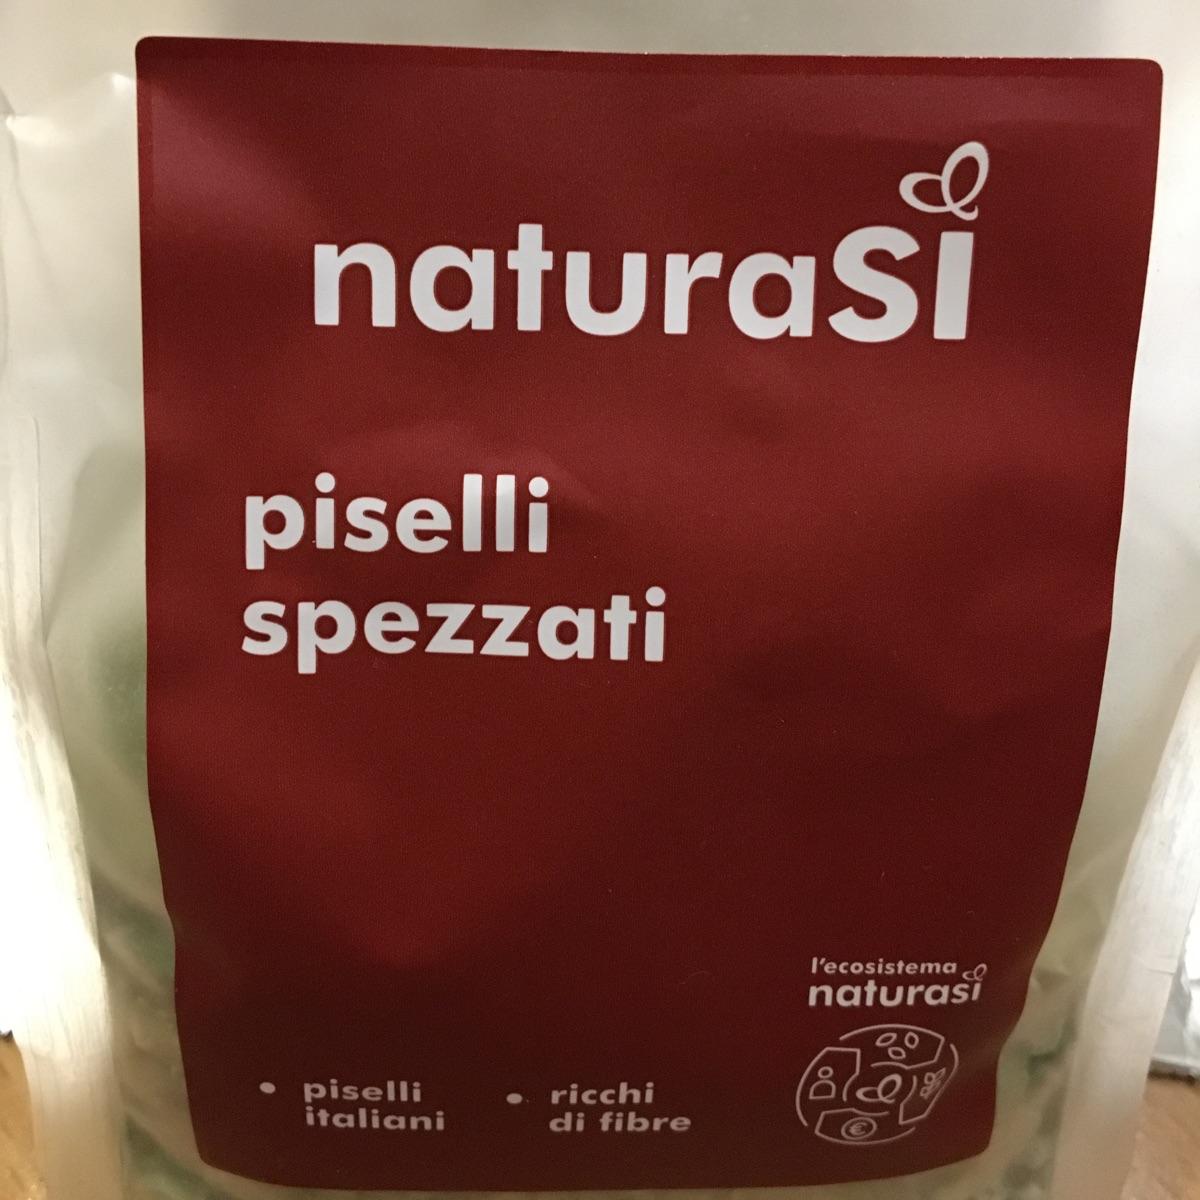 naturaSì
piselli
spezzati
l'ecosistema
naturasì
• piselli
italiani
• ricchi
di fibre
€